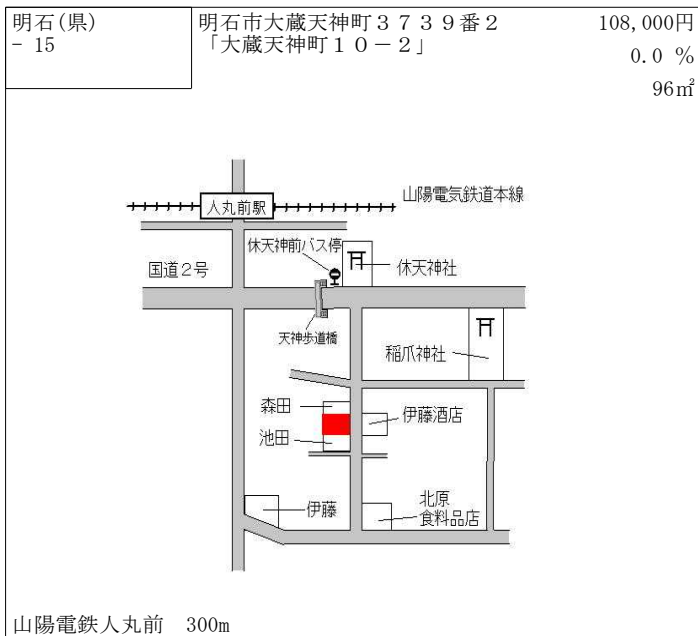 明石(県)
- 15
明石市大蔵天神町3739番2
「大蔵天神町10-2」
108,000円
0.0 %
96㎡
人丸前駅
山陽電気鉄道本線
休天神前バス停
休天神社
国道2号
天神歩道橋
稲爪神社
森田
伊藤酒店
池田
伊藤
北原
食料品店
山陽電鉄人丸前 300m